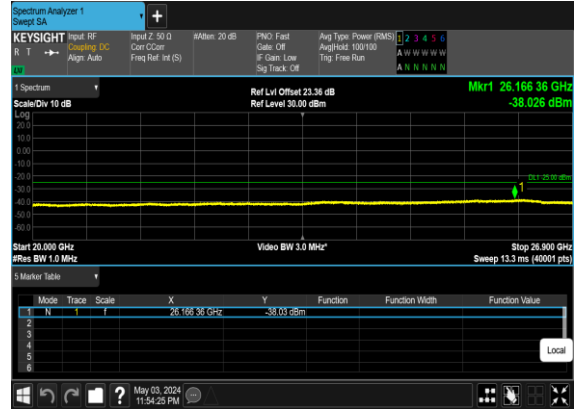 Spectrum Analyzer 1
Swept SA
+
KEYSIGHT Input: RF Input Z: 50 Ω #Atten: 20 dB PNO: Fast Avg Type: Power (RMS) 1 2 3 4 5 6
R T Coupling: DC Corr CCorr Gate: Off Avg|Hold: 100/100 A W W W W W
Align: Auto Freq Ref: Int (S) IF Gain: Low Trig: Free Run
LM Sig Track: Off A N N N N N
1 Spectrum Ref Lvl Offset 23.36 dB Mkr1 26.166 36 GHz
Scale/Div 10 dB Ref Level 30.00 dBm -38.026 dBm
Log
20.0
10.0
0.00
-10.0
-20.0
DL1 -25.00 dBm
-30.0
1
-40.0
-50.0
-60.0
Start 20.000 GHz Video BW 3.0 MHz* Stop 26.900 GHz
#Res BW 1.0 MHz Sweep 13.3 ms (40001 pts)
5 Marker Table
Mode Trace Scale X Y Function Function Width Function Value
1 N 1 f 26.166 36 GHz -38.03 dBm
2
3
4
5
6
Local
? May 03, 2024
11:54:25 PM